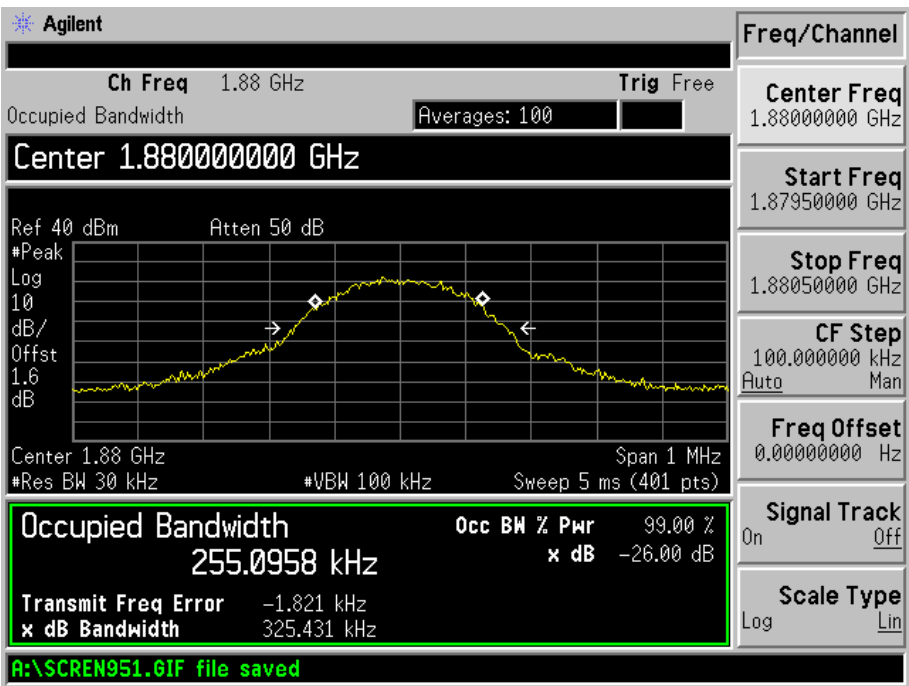 Agilent
Freq/Channel
Ch Freq 1.88 GHz Trig Free
Occupied Bandwidth Averages: 100
Center 1.880000000 GHz
Ref 40 dBm Atten 50 dB
#Peak
Log
10
dB/
Offst
1.6
dB
Center 1.88 GHz Span 1 MHz
#Res BW 30 kHz #VBW 100 kHz Sweep 5 ms (401 pts)
Occupied Bandwidth Occ BW % Pwr 99.00 %
255.0958 kHz x dB -26.00 dB
Transmit Freq Error -1.821 kHz
x dB Bandwidth 325.431 kHz
A:\SCREN951.GIF file saved
Center Freq
1.88000000 GHz
Start Freq
1.87950000 GHz
Stop Freq
1.88050000 GHz
CF Step
100.000000 kHz
Auto Man
Freq Offset
0.00000000 Hz
Signal Track
On Off
Scale Type
Log Lin